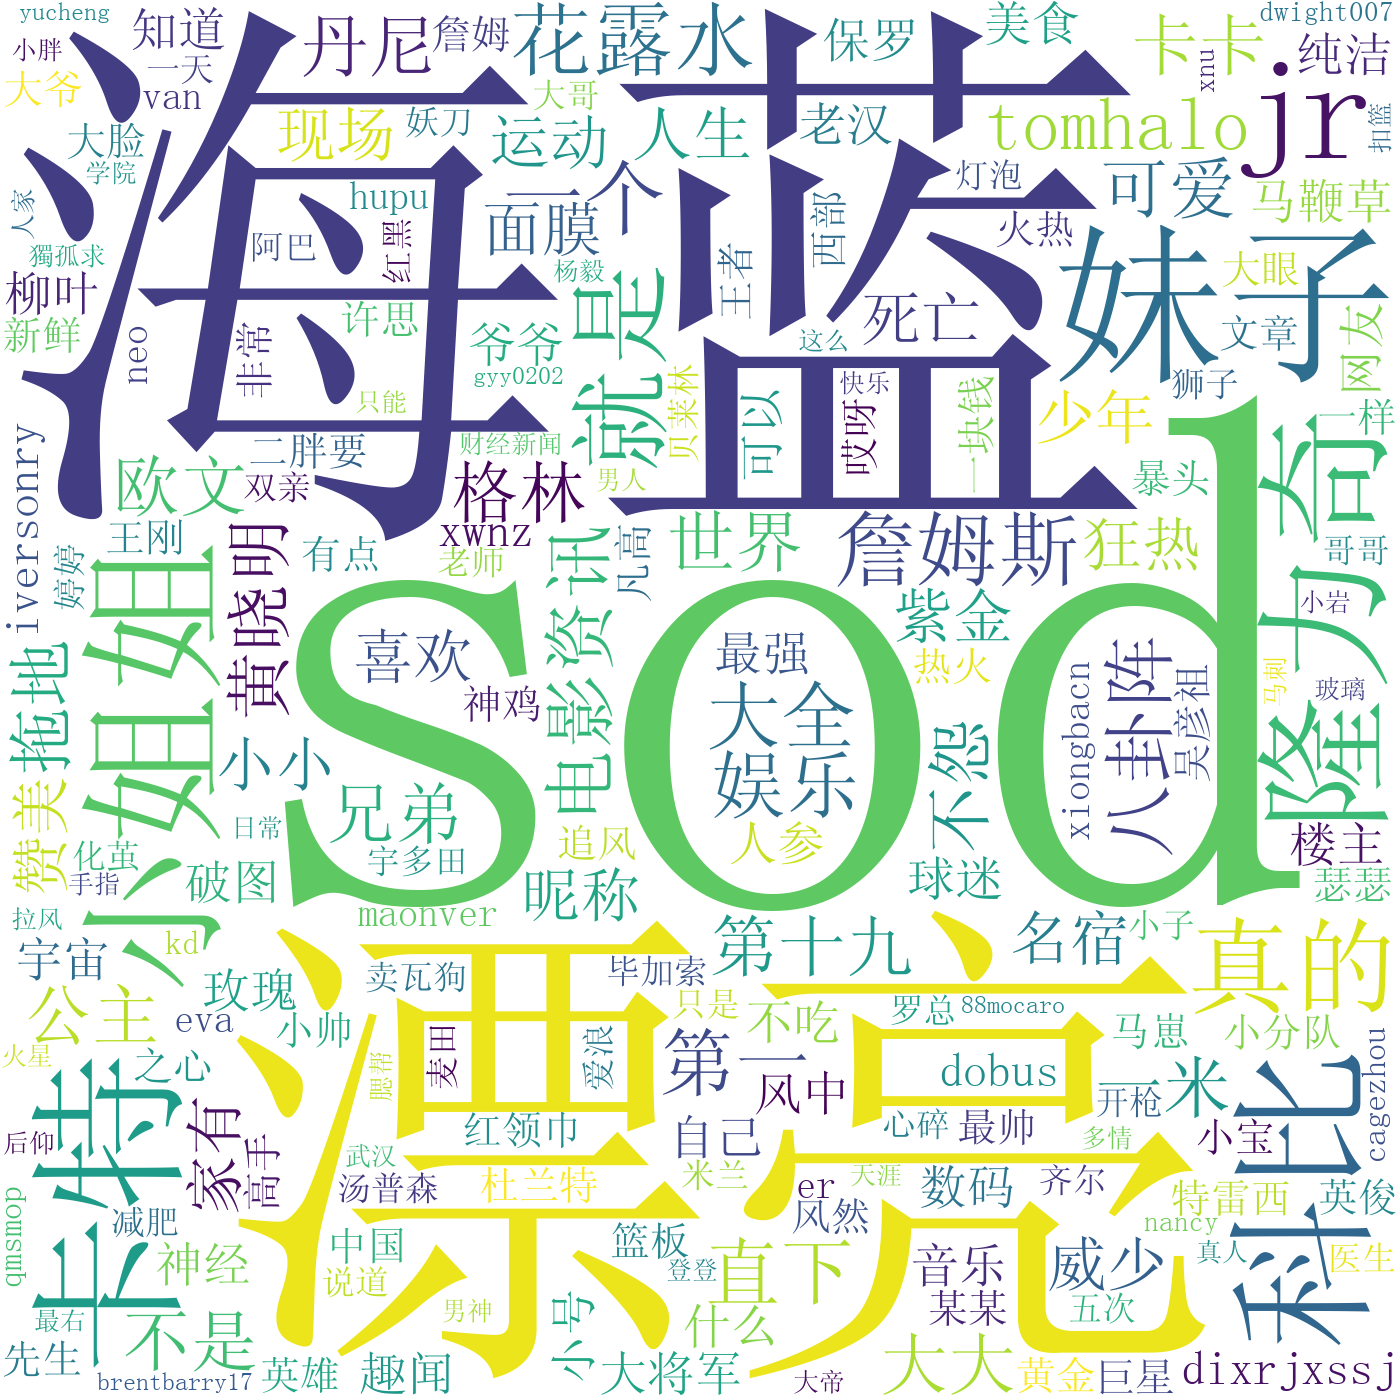 yucheng
小胖
大爷
知道
一天
van
大脸
学院
丹尼
詹姆
花露水
保罗
美食
卡卡
dwight007
xnu
纯洁
扣篮
海蓝
现场
妖刀
大哥
运动
人生
老汉
tomhalo
jr
hupu
红黑
阿巴
面膜
一个
灯泡
可爱
马鞭草
人家
獨孤求
柳叶
新鲜
neo
非常
许思
爷爷
gyy0202
杨毅
就是
王者
西部
火热
死亡
妹子
大眼
文章
网友
狮子
这么
快乐
只能
贝莱林
可以
哎呀
一块钱
少年
一样
iversonry
二胖要
双亲
欧文
格林
xwnz
财经新闻
男人
老师
詹姆斯
世界
狂热
暴头
哥哥
隆力奇
王刚
婷婷
有点
黄晓明
小姐姐
电影资讯
凡高
紫金
小岩
sod
喜欢
神鸡
最强
热火
大全
娱乐
xiongbacn
八卦阵
吴彦祖
马刺
玻璃
拖地
小小
兄弟
宇多田
追风
人参
不怨
楼主
赞美
化茧
手指
日常
破图
昵称
maonver
球迷
瑟瑟
拉风
kd
宇宙
玫瑰
卖瓦狗
毕加索
第十九
名宿
小子
真的
漂亮
公主
eva
小帅
只是
不吃
罗总
88mocaro
马崽
小分队
火星
之心
腮帮
麦田
爱浪
第一
风中
dobus
米
开枪
cagezhou
卡特
家有
高手
后仰
红领巾
自己
心碎
最帅
多情
小宝
科比
武汉
汤普森
杜兰特
米兰
er
天涯
数码
齐尔
特雷西
英俊
qmsmop
减肥
神经
中国
篮板
风然
nancy
说道
登登
直下
音乐
威少
真人
医生
最右
不是
男神
小号
什么
某某
五次
先生
brentbarry17
英雄
趣闻
大将军
大帝
大大
黄金
巨星
dixrjxssj